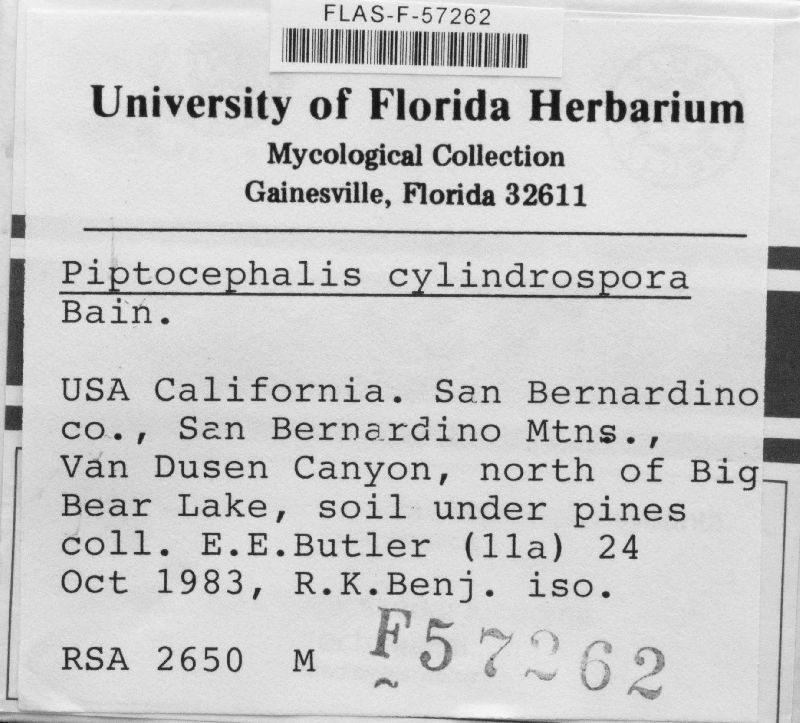 FLAS-F-57262
University of Florida Herbarium
Mycological Collection
Gainesville, Florida 32611
Piptocephalis cylindrospora
Bain.
USA California. San Bernardino
co., San Bernardino Mtns.,
Van Dusen Canyon, north of Big
Bear Lake, soil under pines
coll. E.E.Butler (11a) 24
Oct 1983, R.K.Benj. iso.
RSA 2650 M F57262